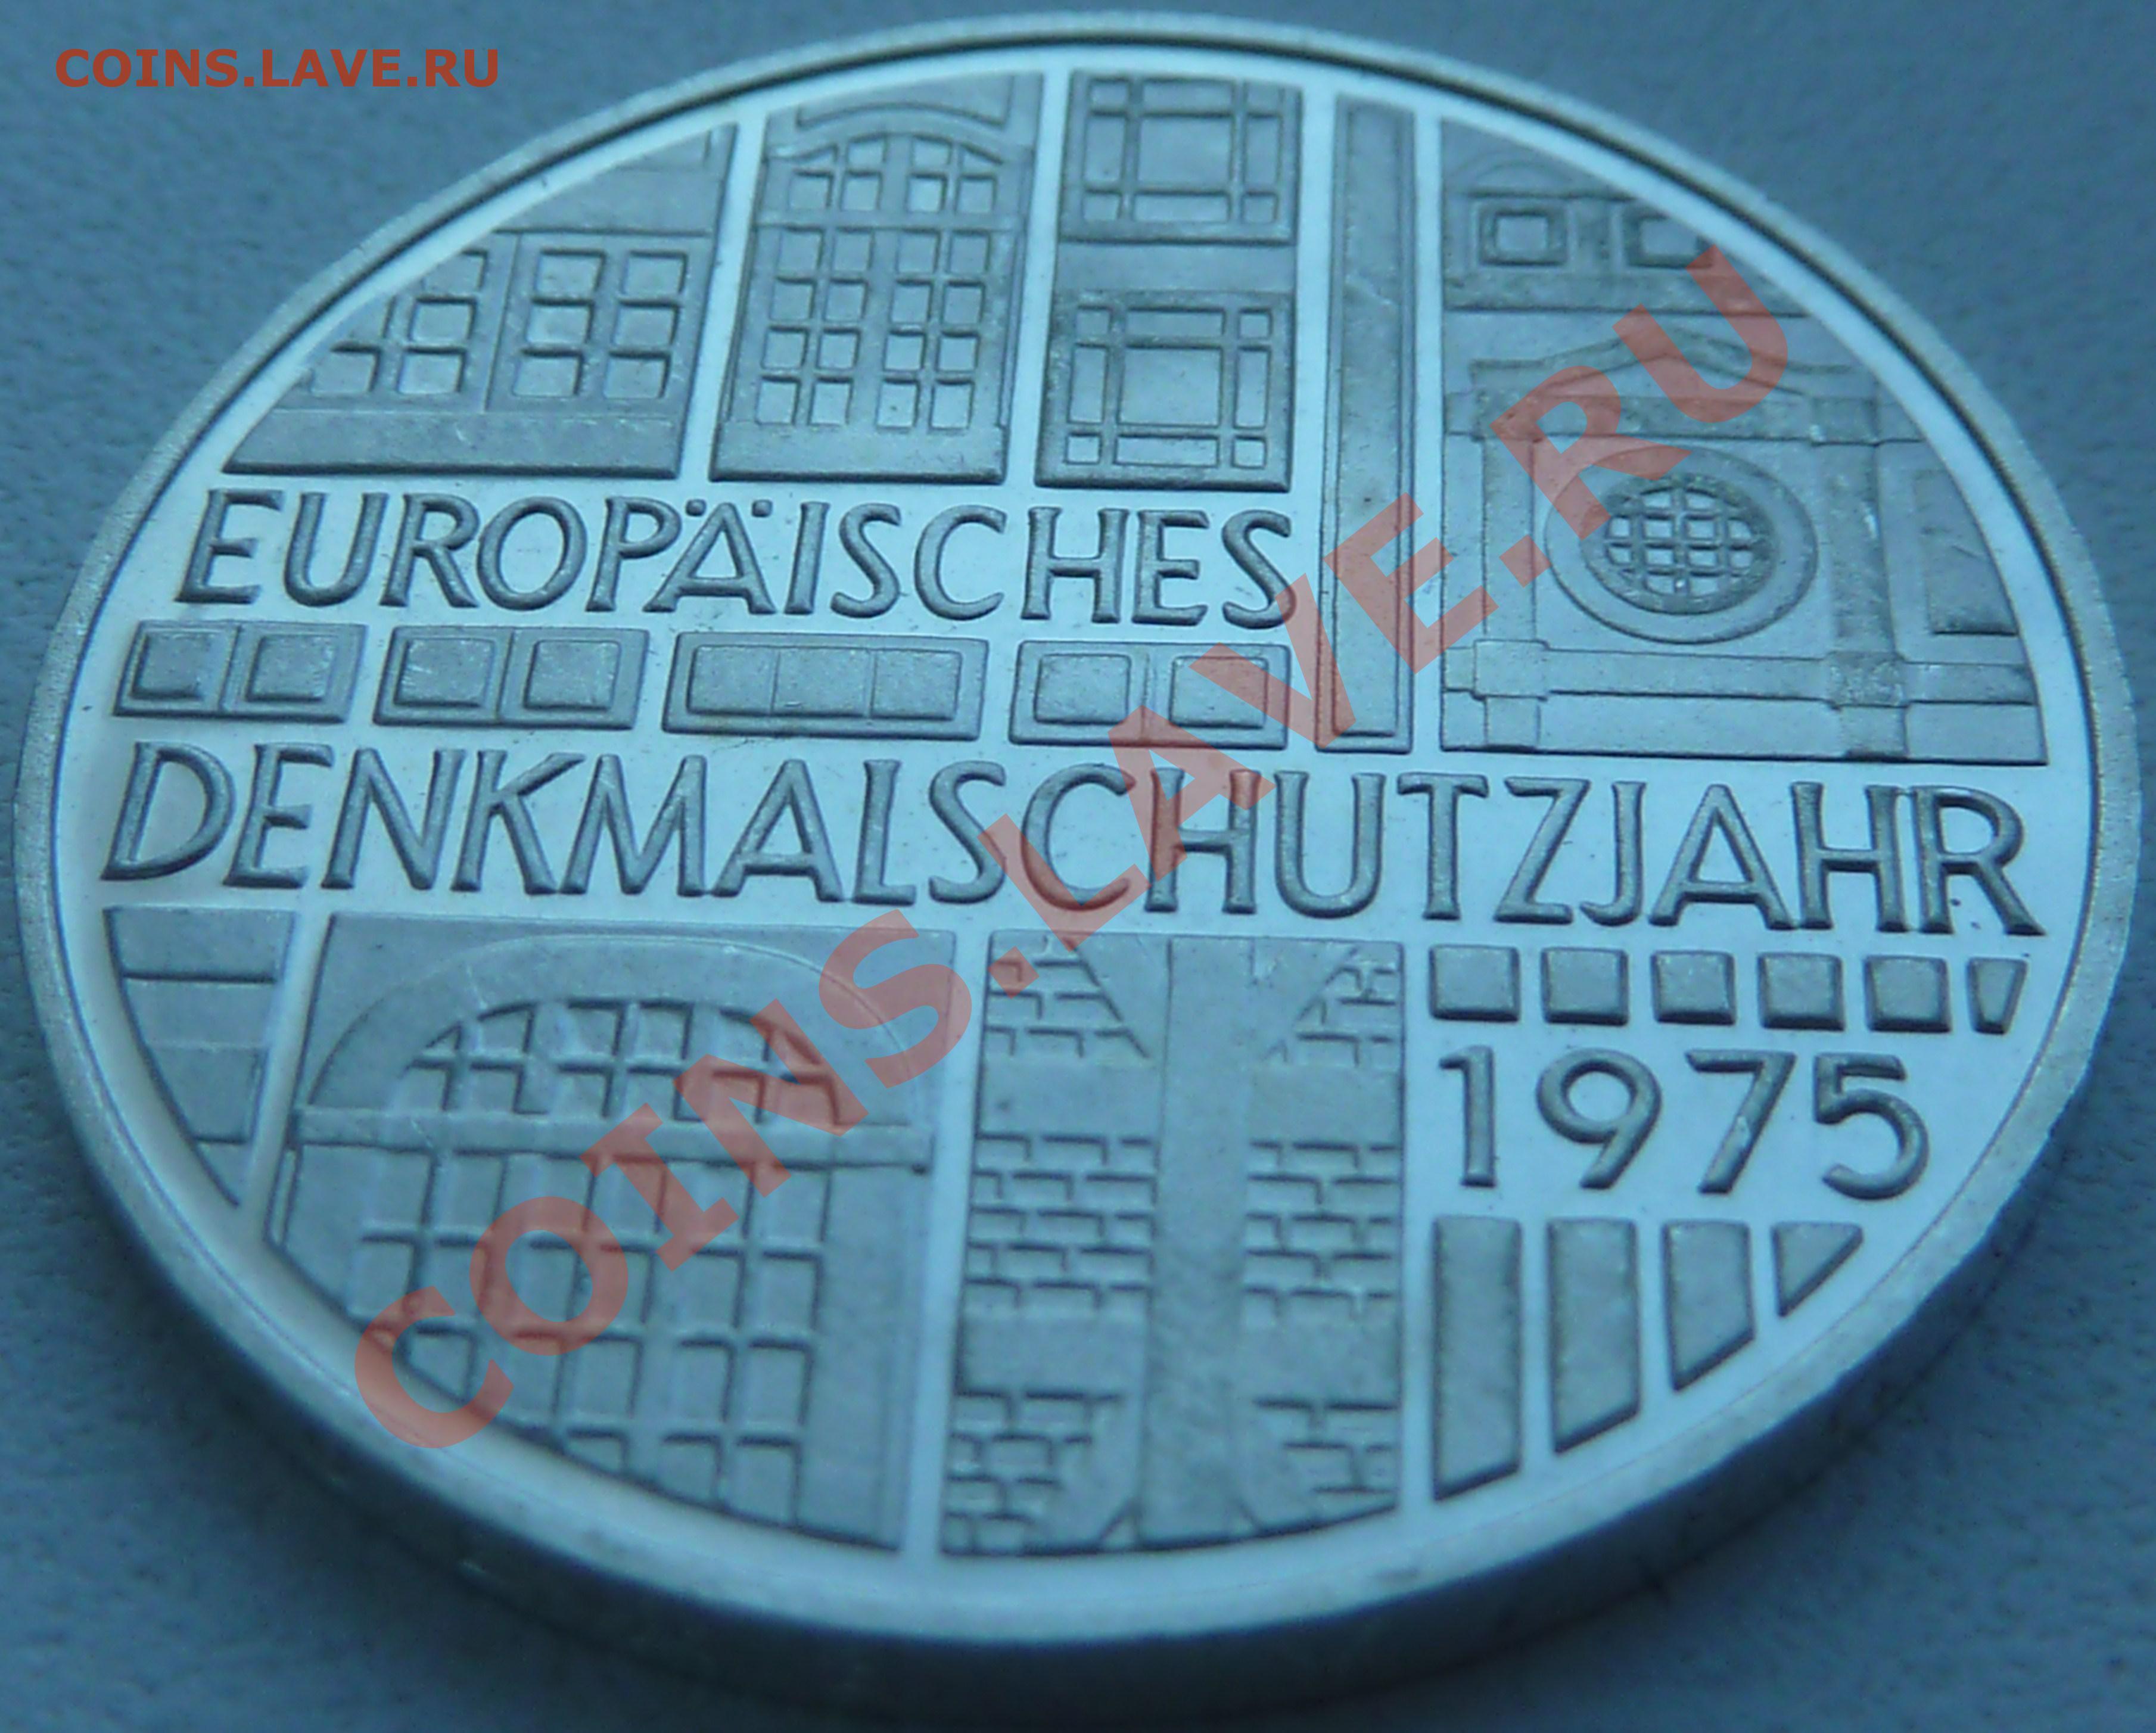 COINS.LAVE.RU
EUROPÄISCHES
DENKMALSCHUTZJAHR
1975
COINS.LAVE.RU